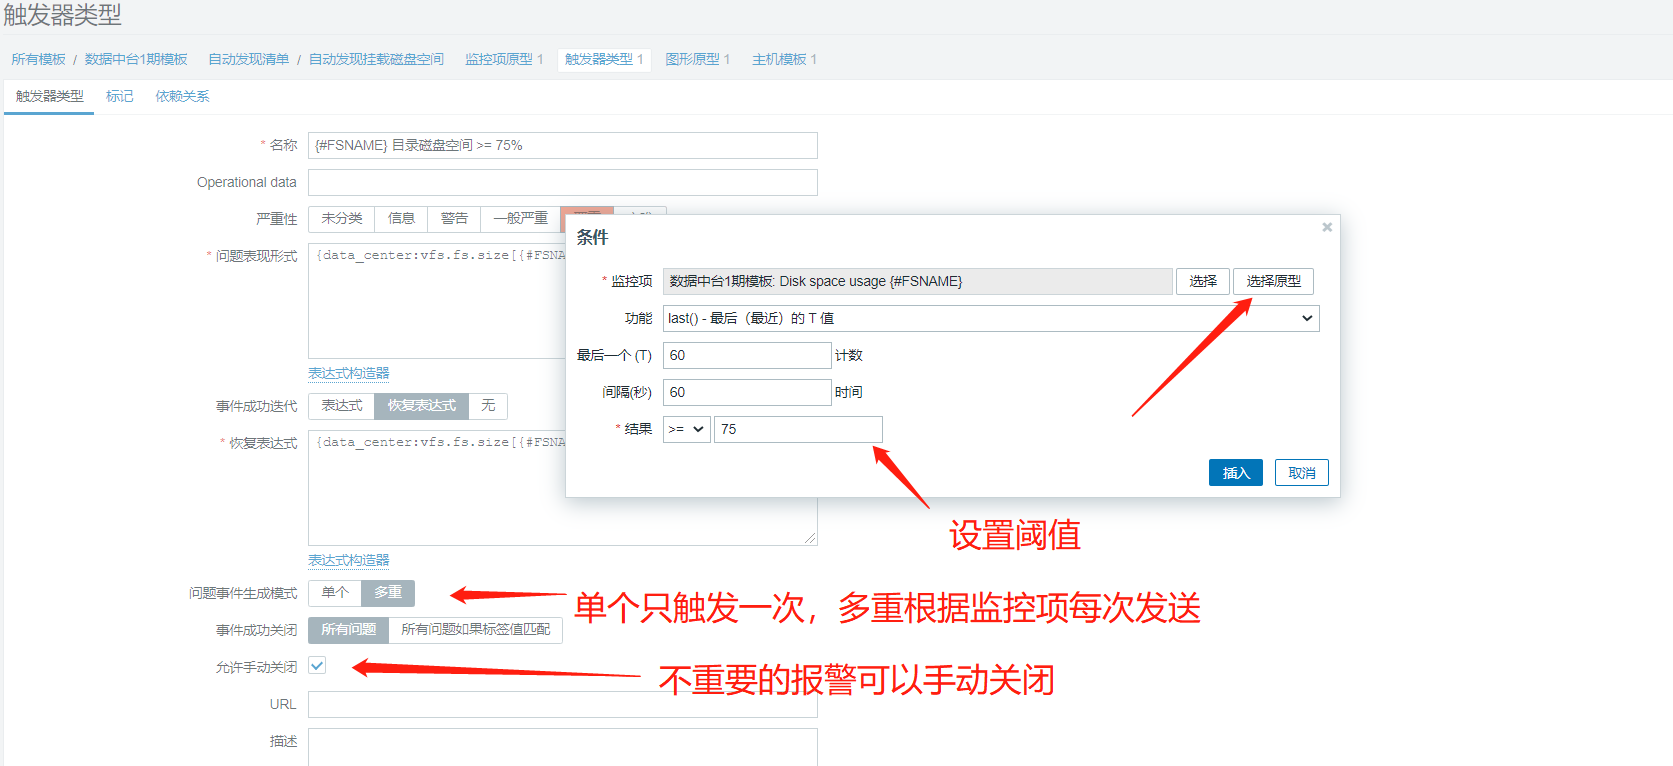 触发器类型
所有模板 / 数据中台1期模板 自动发现清单 / 自动发现挂载磁盘空间 监控项原型 1 触发器类型 1 图形原型 1 主机模板 1
触发器类型 标记 依赖关系
* 名称 {#FSNAME} 目录磁盘空间 >= 75%
Operational data
严重性 未分类 信息 警告 一般严重
* 问题表现形式 {data_center:vfs.fs.size[{#FSNA
表达式构造器
事件成功迭代 表达式 恢复表达式 无
* 恢复表达式 {data_center:vfs.fs.size[{#FSNA
表达式构造器
问题事件生成模式 单个 多重
事件成功关闭 所有问题 所有问题如果标签值匹配
允许手动关闭
URL
描述
条件
* 监控项 数据中台1期模板: Disk space usage {#FSNAME} 选择 选择原型
功能 last() - 最后（最近）的 T 值
最后一个 (T) 60 计数
间隔(秒) 60 时间
* 结果 >= 75
插入 取消
设置阈值
单个只触发一次，多重根据监控项每次发送
不重要的报警可以手动关闭